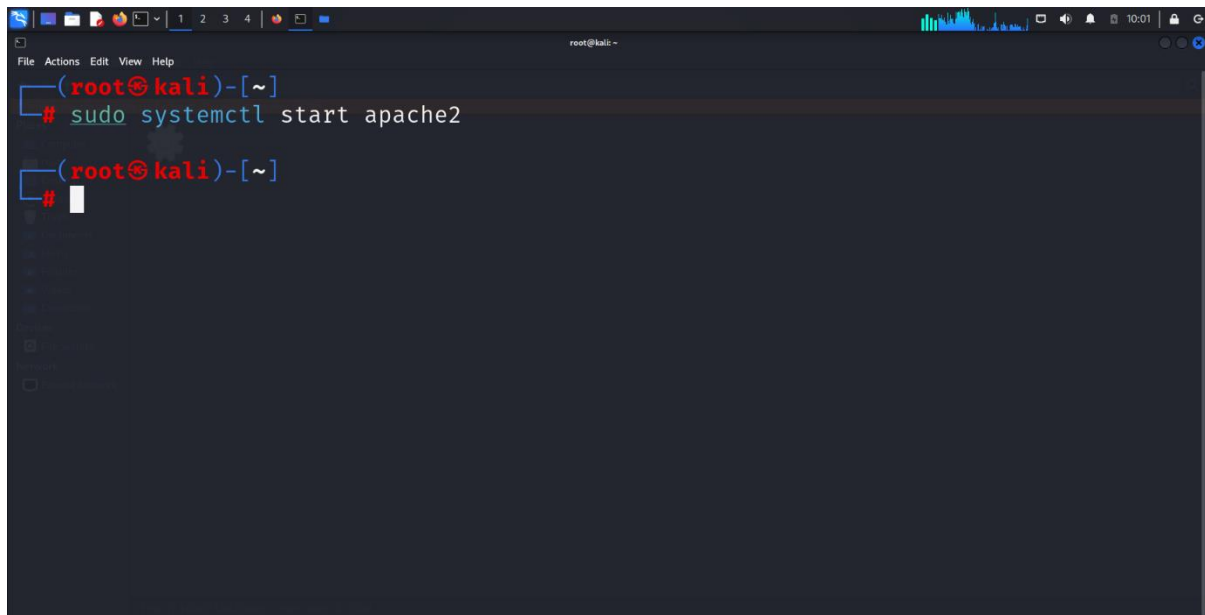 1 2 3 4 10:01
root@kali: ~
File Actions Edit View Help
┌──(root㉿kali)-[~]
└─# sudo systemctl start apache2
┌──(root㉿kali)-[~]
└─#